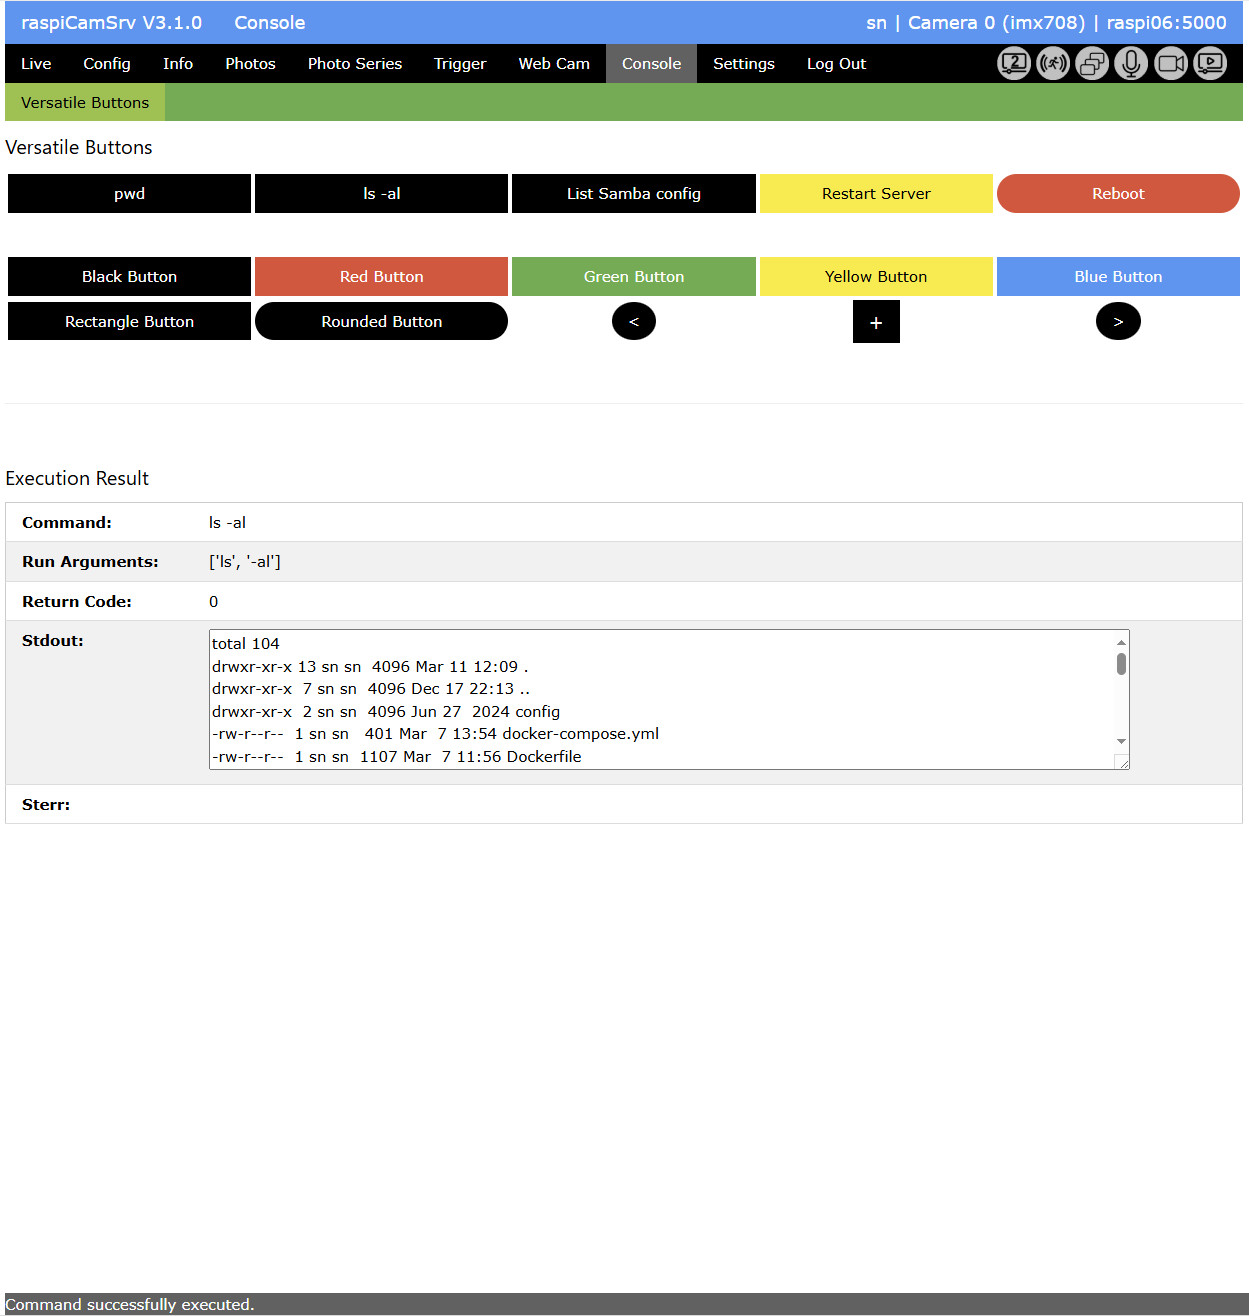 raspiCamSrv V3.1.0 Console sn | Camera 0 (imx708) | raspi06:5000
Live Config Info Photos Photo Series Trigger Web Cam Console Settings Log Out 2
Versatile Buttons
Versatile Buttons
pwd ls -al List Samba config Restart Server Reboot
Black Button Red Button Green Button Yellow Button Blue Button
Rectangle Button Rounded Button < + >
Execution Result
Command: ls -al
Run Arguments: ['ls', '-al']
Return Code: 0
Stdout: total 104
drwxr-xr-x 13 sn sn  4096 Mar 11 12:09 .
drwxr-xr-x  7 sn sn  4096 Dec 17 22:13 ..
drwxr-xr-x  2 sn sn  4096 Jun 27  2024 config
-rw-r--r--  1 sn sn   401 Mar  7 13:54 docker-compose.yml
-rw-r--r--  1 sn sn  1107 Mar  7 11:56 Dockerfile
Sterr:
Command successfully executed.